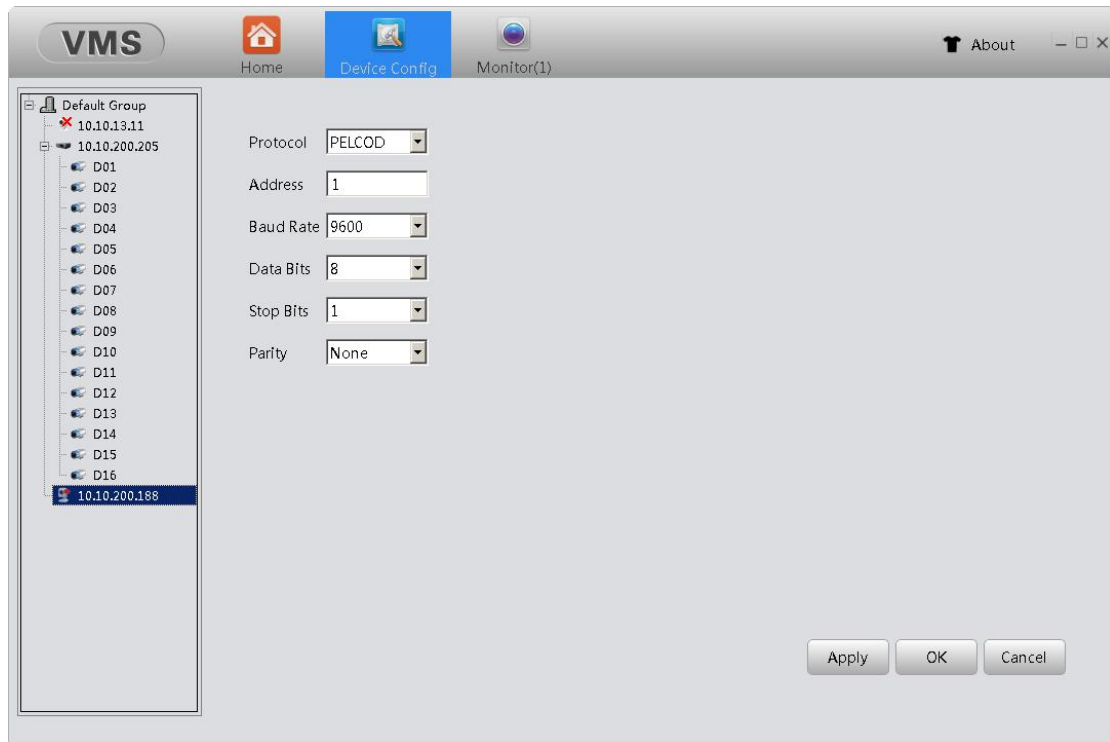 VMS
Home
Device Config
Monitor(1)
About
Default Group
10.10.13.11
10.10.200.205
D01
D02
D03
D04
D05
D06
D07
D08
D09
D10
D11
D12
D13
D14
D15
D16
10.10.200.188
Protocol PELCOD
Address 1
Baud Rate 9600
Data Bits 8
Stop Bits 1
Parity None
Apply OK Cancel